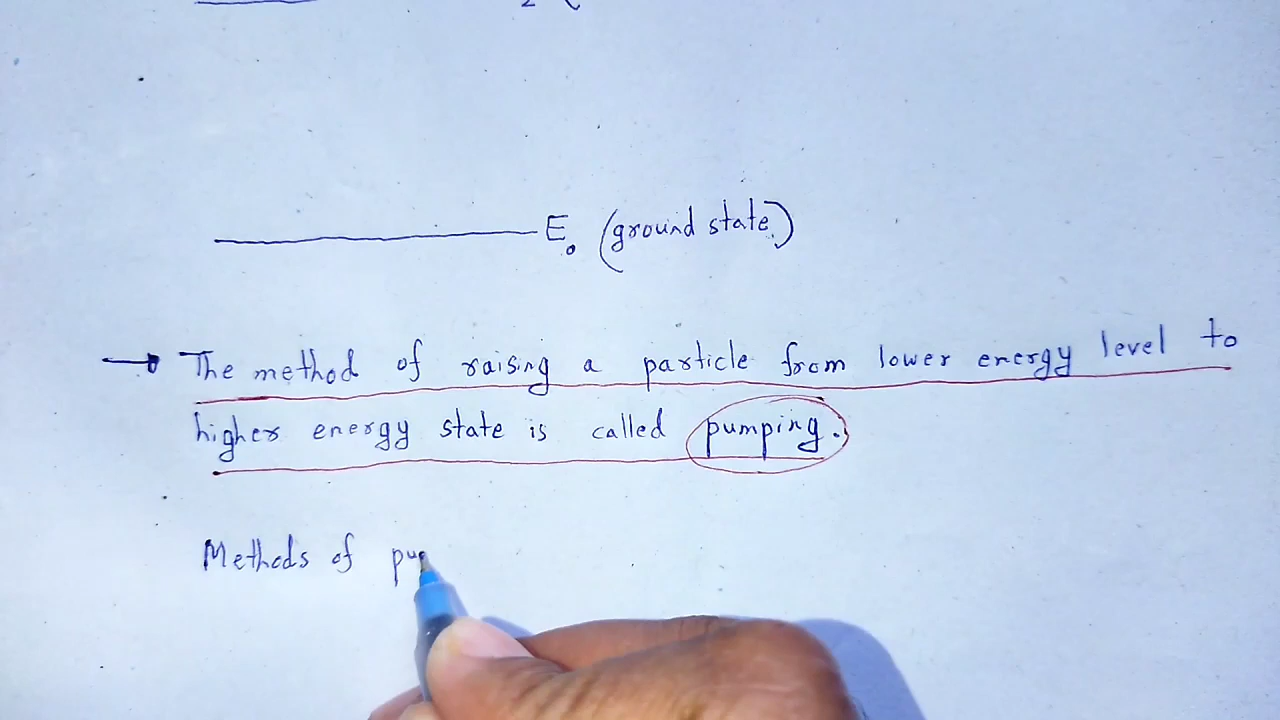 E₀ (ground state)
→ The method of raising a particle from lower energy level to
higher energy state is called pumping.
Methods of pu